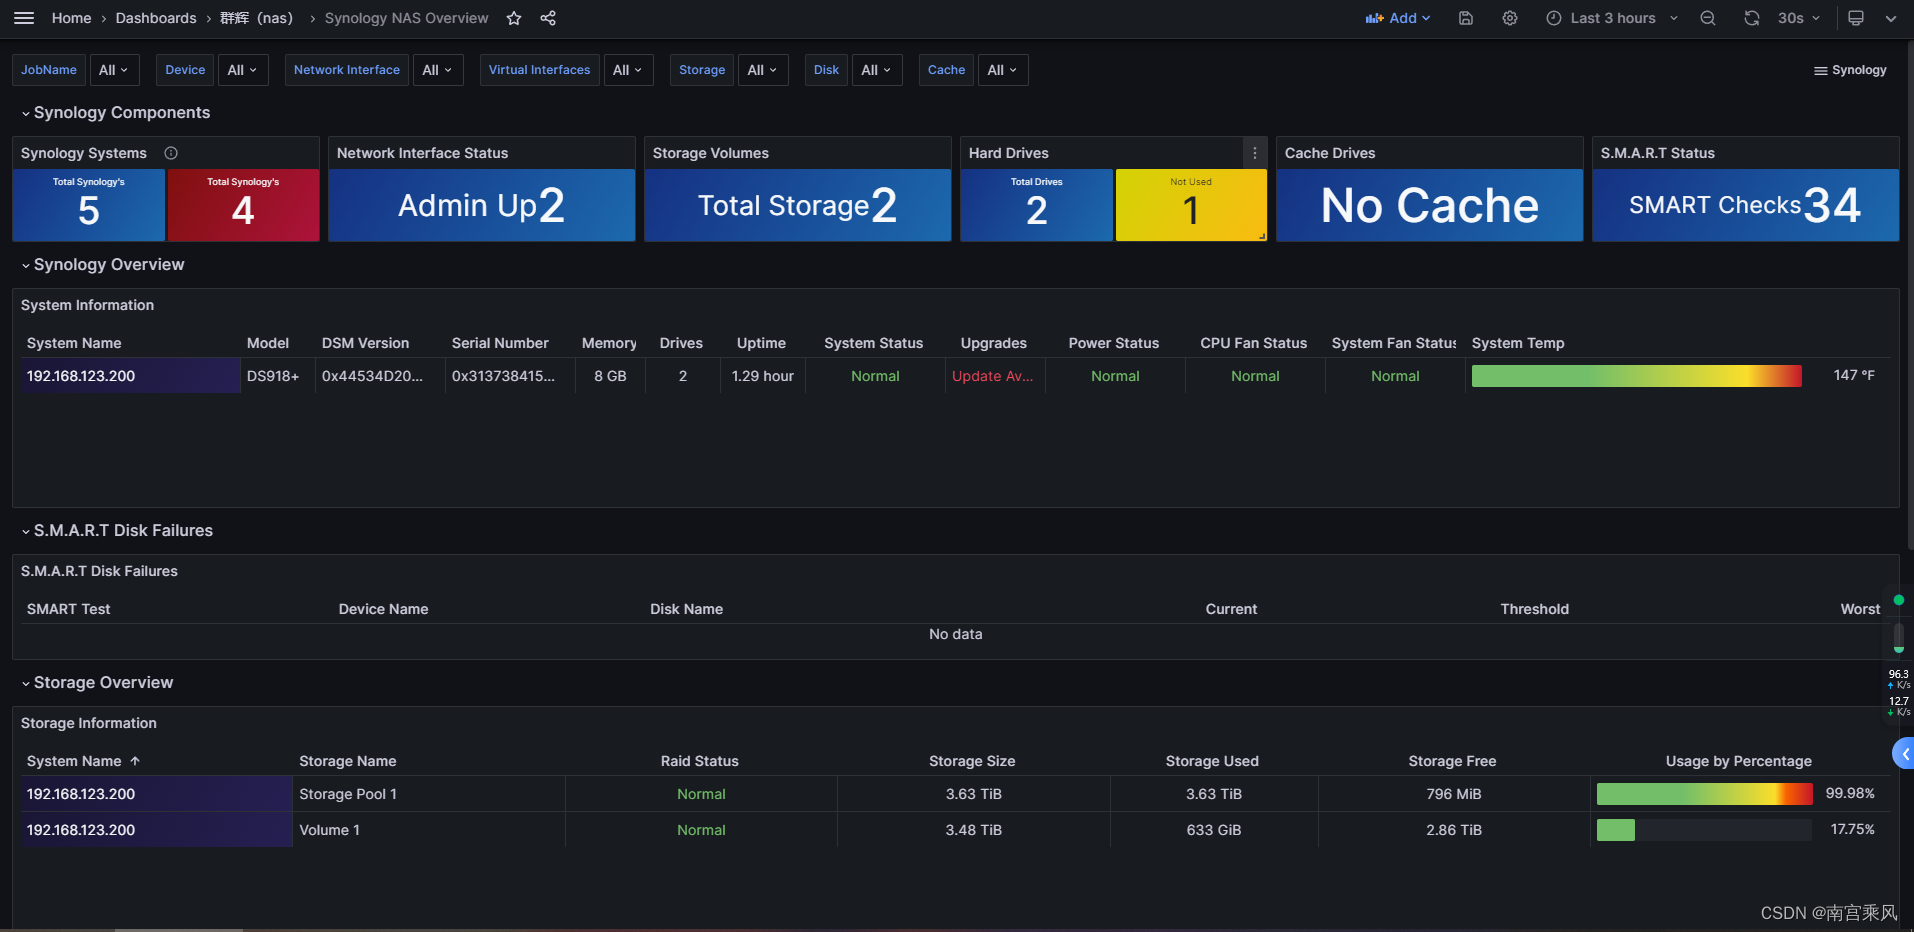 Home › Dashboards › 群辉（nas） › Synology NAS Overview
Add
Last 3 hours
30s
JobName All
Device All
Network Interface All
Virtual Interfaces All
Storage All
Disk All
Cache All
Synology
Synology Components
Synology Systems
Total Synology's
5
Total Synology's
4
Network Interface Status
Admin Up2
Storage Volumes
Total Storage2
Hard Drives
Total Drives
2
Not Used
1
Cache Drives
No Cache
S.M.A.R.T Status
SMART Checks34
Synology Overview
System Information
System Name Model DSM Version Serial Number Memory Drives Uptime System Status Upgrades Power Status CPU Fan Status System Fan Status System Temp
192.168.123.200 DS918+ 0x44534D20... 0x313738415... 8 GB 2 1.29 hour Normal Update Av... Normal Normal Normal 147 °F
S.M.A.R.T Disk Failures
S.M.A.R.T Disk Failures
SMART Test Device Name Disk Name Current Threshold Worst
No data
Storage Overview
96.3
K/s
12.7
K/s
Storage Information
System Name Storage Name Raid Status Storage Size Storage Used Storage Free Usage by Percentage
192.168.123.200 Storage Pool 1 Normal 3.63 TiB 3.63 TiB 796 MiB 99.98%
192.168.123.200 Volume 1 Normal 3.48 TiB 633 GiB 2.86 TiB 17.75%
CSDN @南宫乘风